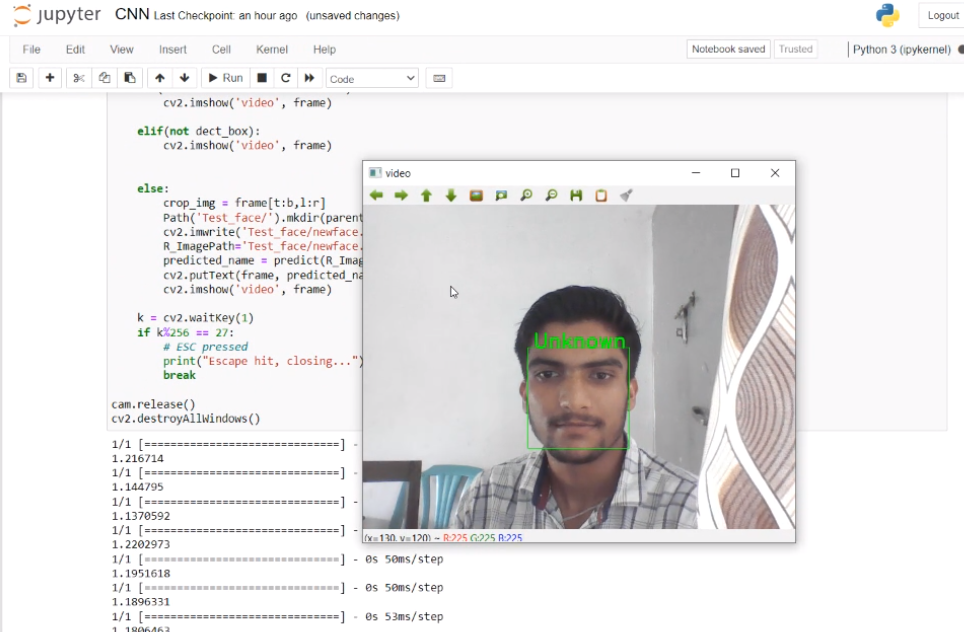 jupyter CNN Last Checkpoint: an hour ago (unsaved changes)
Logout
File Edit View Insert Cell Kernel Help
Notebook saved Trusted Python 3 (ipykernel)
Run Code
cv2.imshow('video', frame)
elif(not dect_box):
cv2.imshow('video', frame)
else:
crop_img = frame[t:b,l:r]
Path('Test_face/').mkdir(parent
cv2.imwrite('Test_face/newface.
R_ImagePath='Test_face/newface.
predicted_name = predict(R_Imag
cv2.putText(frame, predicted_na
cv2.imshow('video', frame)
k = cv2.waitKey(1)
if k%256 == 27:
# ESC pressed
print("Escape hit, closing...")
break
cam.release()
cv2.destroyAllWindows()
video
Unknown
(x=130, y=120) ~ R:225 G:225 B:225
1/1 [==============================] -
1.216714
1/1 [==============================] -
1.144795
1/1 [==============================] -
1.1370592
1/1 [==============================] -
1.2202973
1/1 [==============================] - 0s 50ms/step
1.1951618
1/1 [==============================] - 0s 50ms/step
1.1896331
1/1 [==============================] - 0s 53ms/step
1.1806463